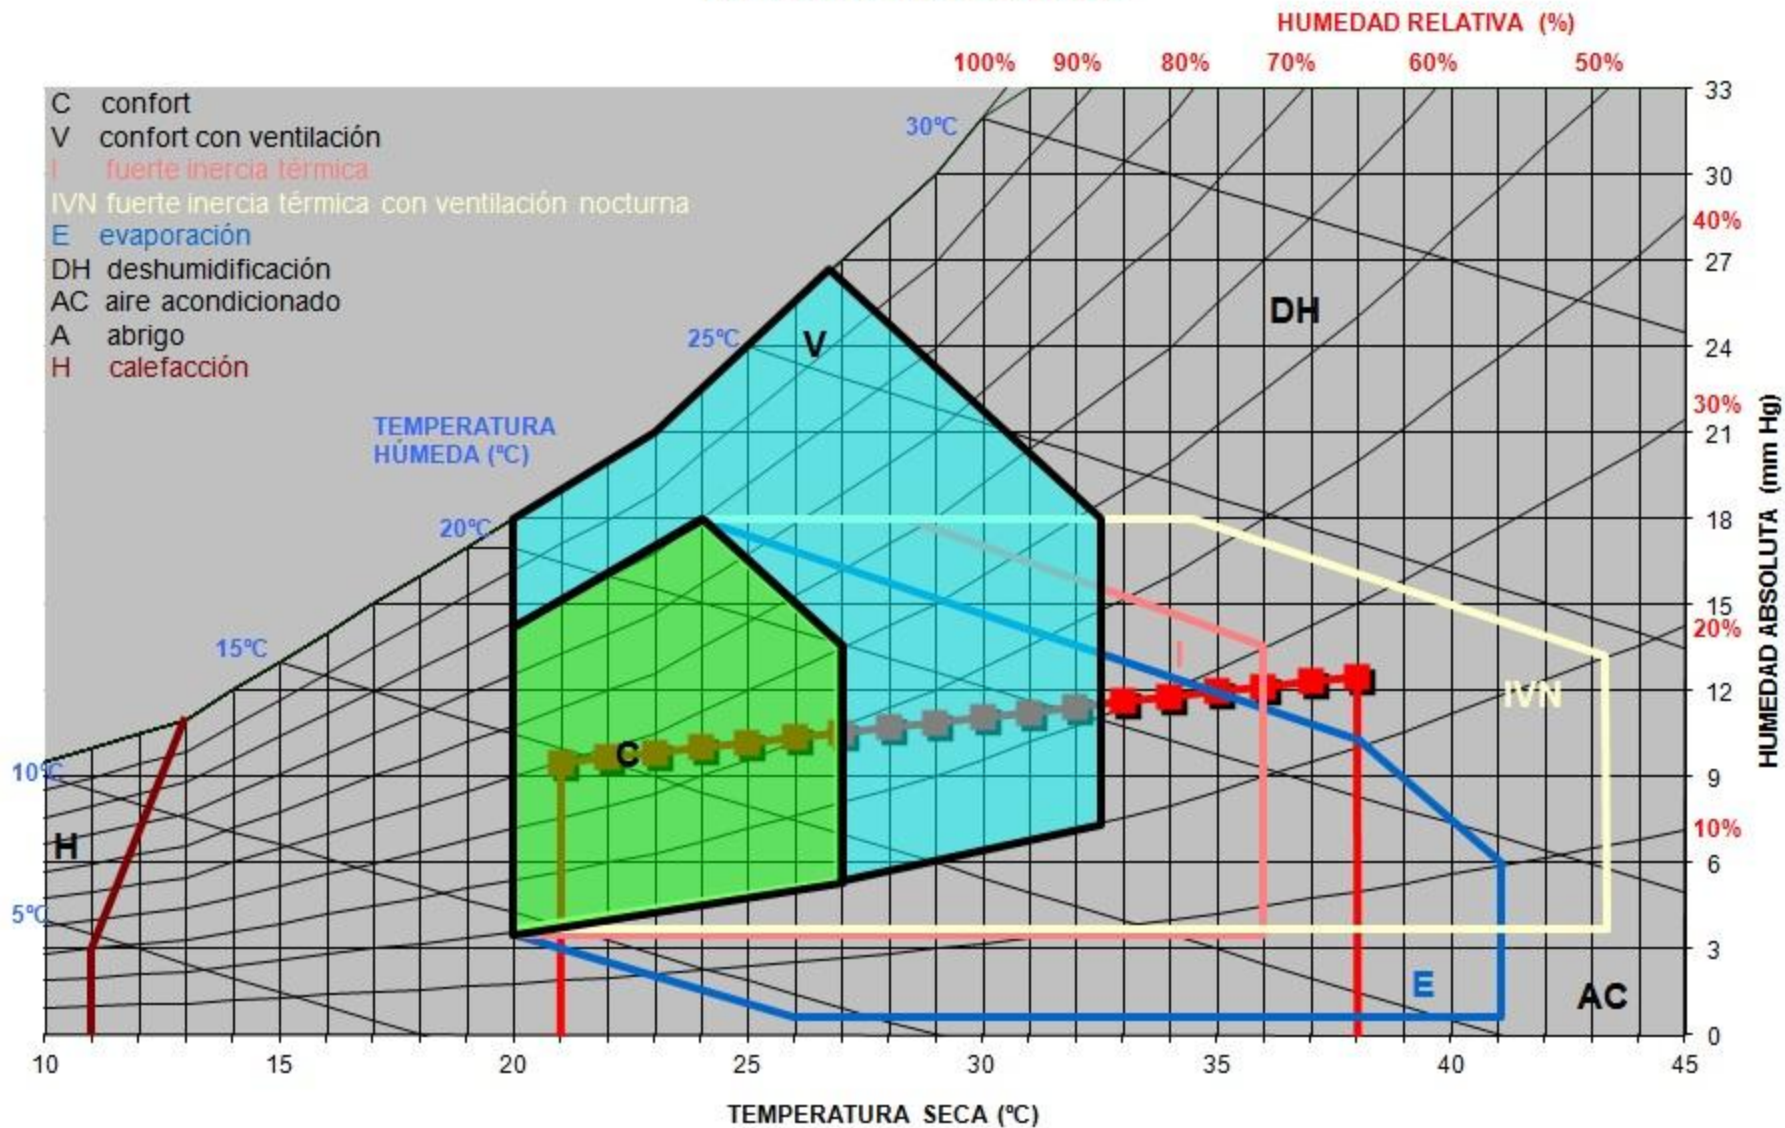 HUMEDAD RELATIVA (%)
100% 90% 80% 70% 60% 50%
C confort
V confort con ventilación
I fuerte inercia térmica
IVN fuerte inercia térmica con ventilación nocturna
E evaporación
DH deshumidificación
AC aire acondicionado
A abrigo
H calefacción
33
30
27
24
21
18
15
12
9
6
3
0
40%
30%
20%
10%
HUMEDAD ABSOLUTA (mm Hg)
30ºC
25ºC
TEMPERATURA
HÚMEDA (ºC)
20ºC
15ºC
10ºC
5ºC
V
DH
I
IVN
C
H
E
AC
10 15 20 25 30 35 40 45
TEMPERATURA SECA (ºC)